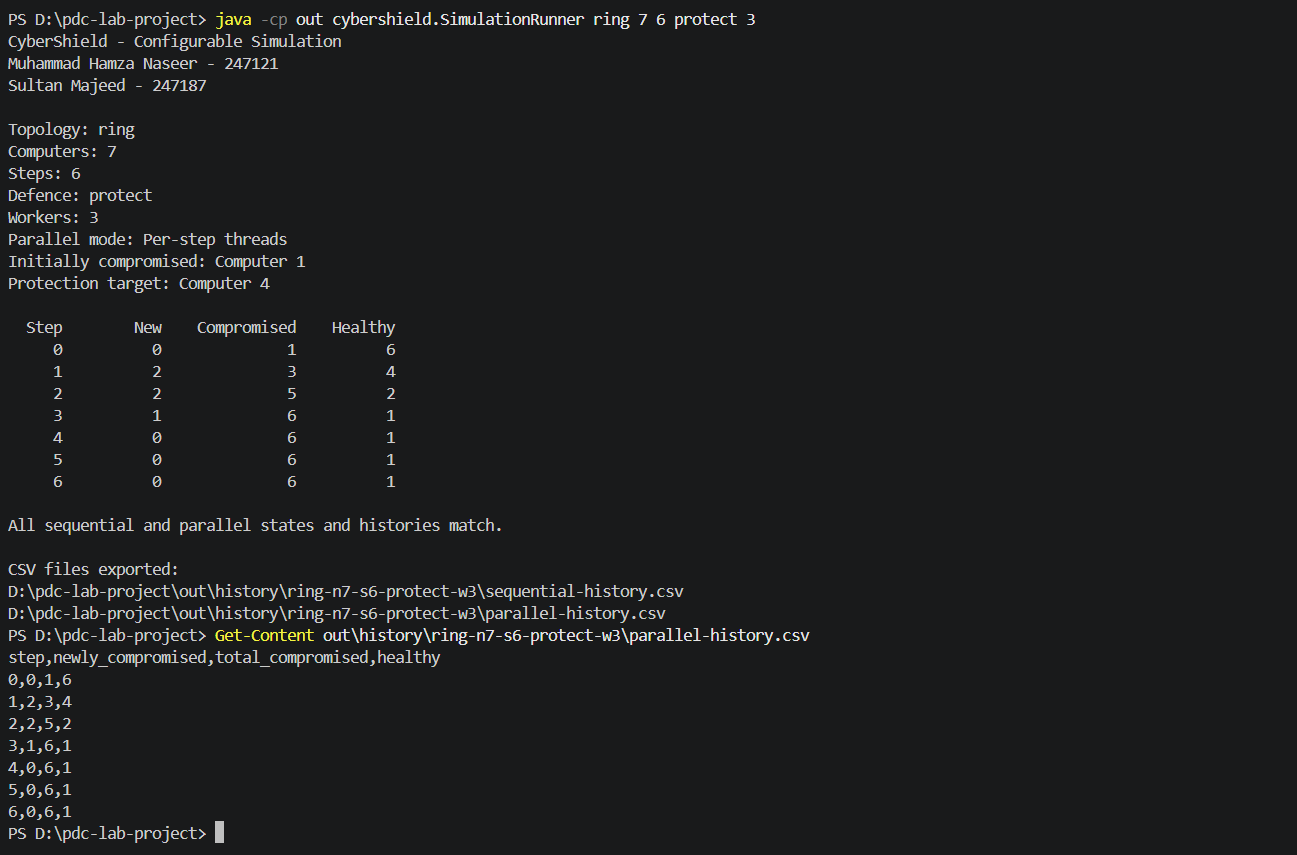 PS D:\pdc-lab-project> java -cp out cybershield.SimulationRunner ring 7 6 protect 3
CyberShield - Configurable Simulation
Muhammad Hamza Naseer - 247121
Sultan Majeed - 247187

Topology: ring
Computers: 7
Steps: 6
Defence: protect
Workers: 3
Parallel mode: Per-step threads
Initially compromised: Computer 1
Protection target: Computer 4

  Step        New    Compromised    Healthy
     0          0              1          6
     1          2              3          4
     2          2              5          2
     3          1              6          1
     4          0              6          1
     5          0              6          1
     6          0              6          1

All sequential and parallel states and histories match.

CSV files exported:
D:\pdc-lab-project\out\history\ring-n7-s6-protect-w3\sequential-history.csv
D:\pdc-lab-project\out\history\ring-n7-s6-protect-w3\parallel-history.csv
PS D:\pdc-lab-project> Get-Content out\history\ring-n7-s6-protect-w3\parallel-history.csv
step,newly_compromised,total_compromised,healthy
0,0,1,6
1,2,3,4
2,2,5,2
3,1,6,1
4,0,6,1
5,0,6,1
6,0,6,1
PS D:\pdc-lab-project>